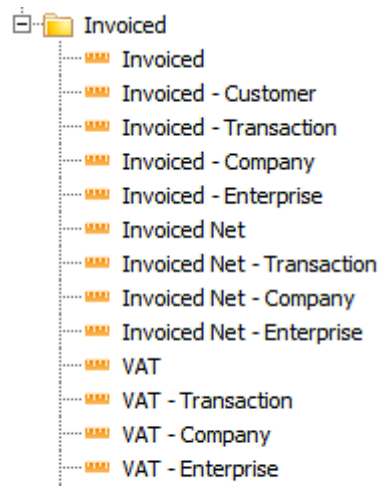 Invoiced
Invoiced
Invoiced - Customer
Invoiced - Transaction
Invoiced - Company
Invoiced - Enterprise
Invoiced Net
Invoiced Net - Transaction
Invoiced Net - Company
Invoiced Net - Enterprise
VAT
VAT - Transaction
VAT - Company
VAT - Enterprise